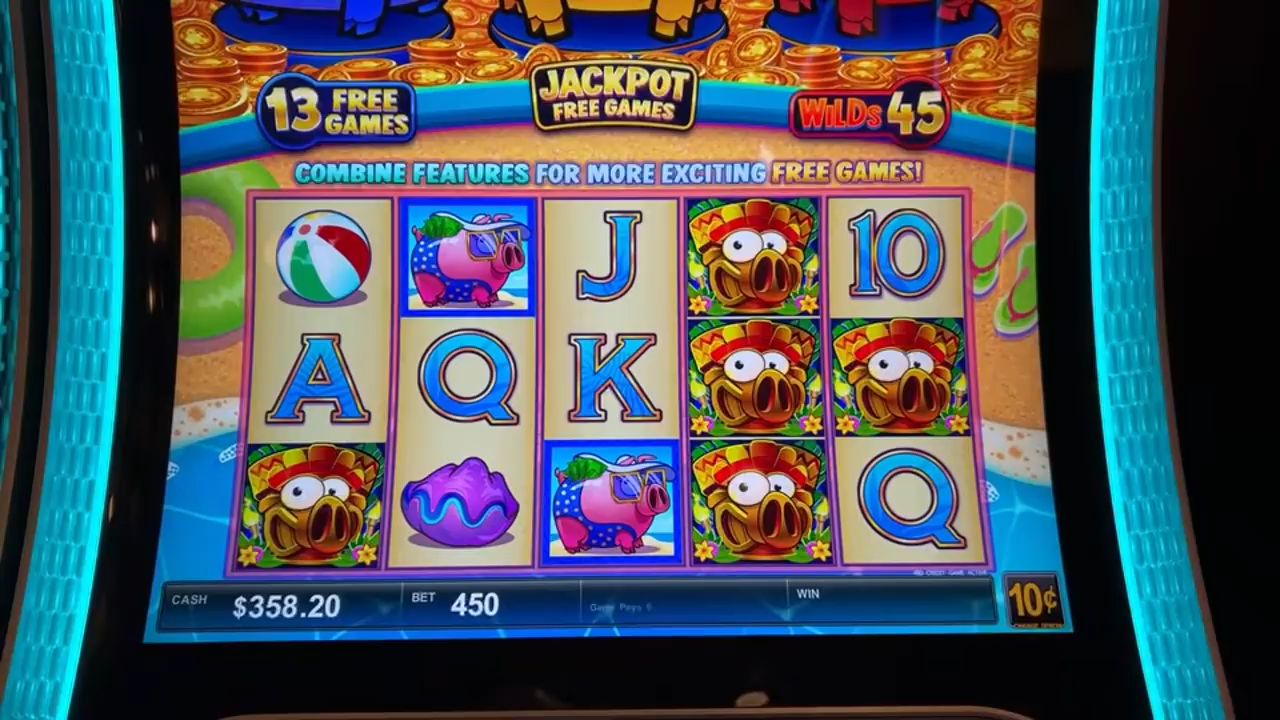 13 FREE GAMES
JACKPOT FREE GAMES
WILDS 45
COMBINE FEATURES FOR MORE EXCITING FREE GAMES!
J
10
A
Q
K
Q
CASH $358.20
BET 450
WIN
10¢